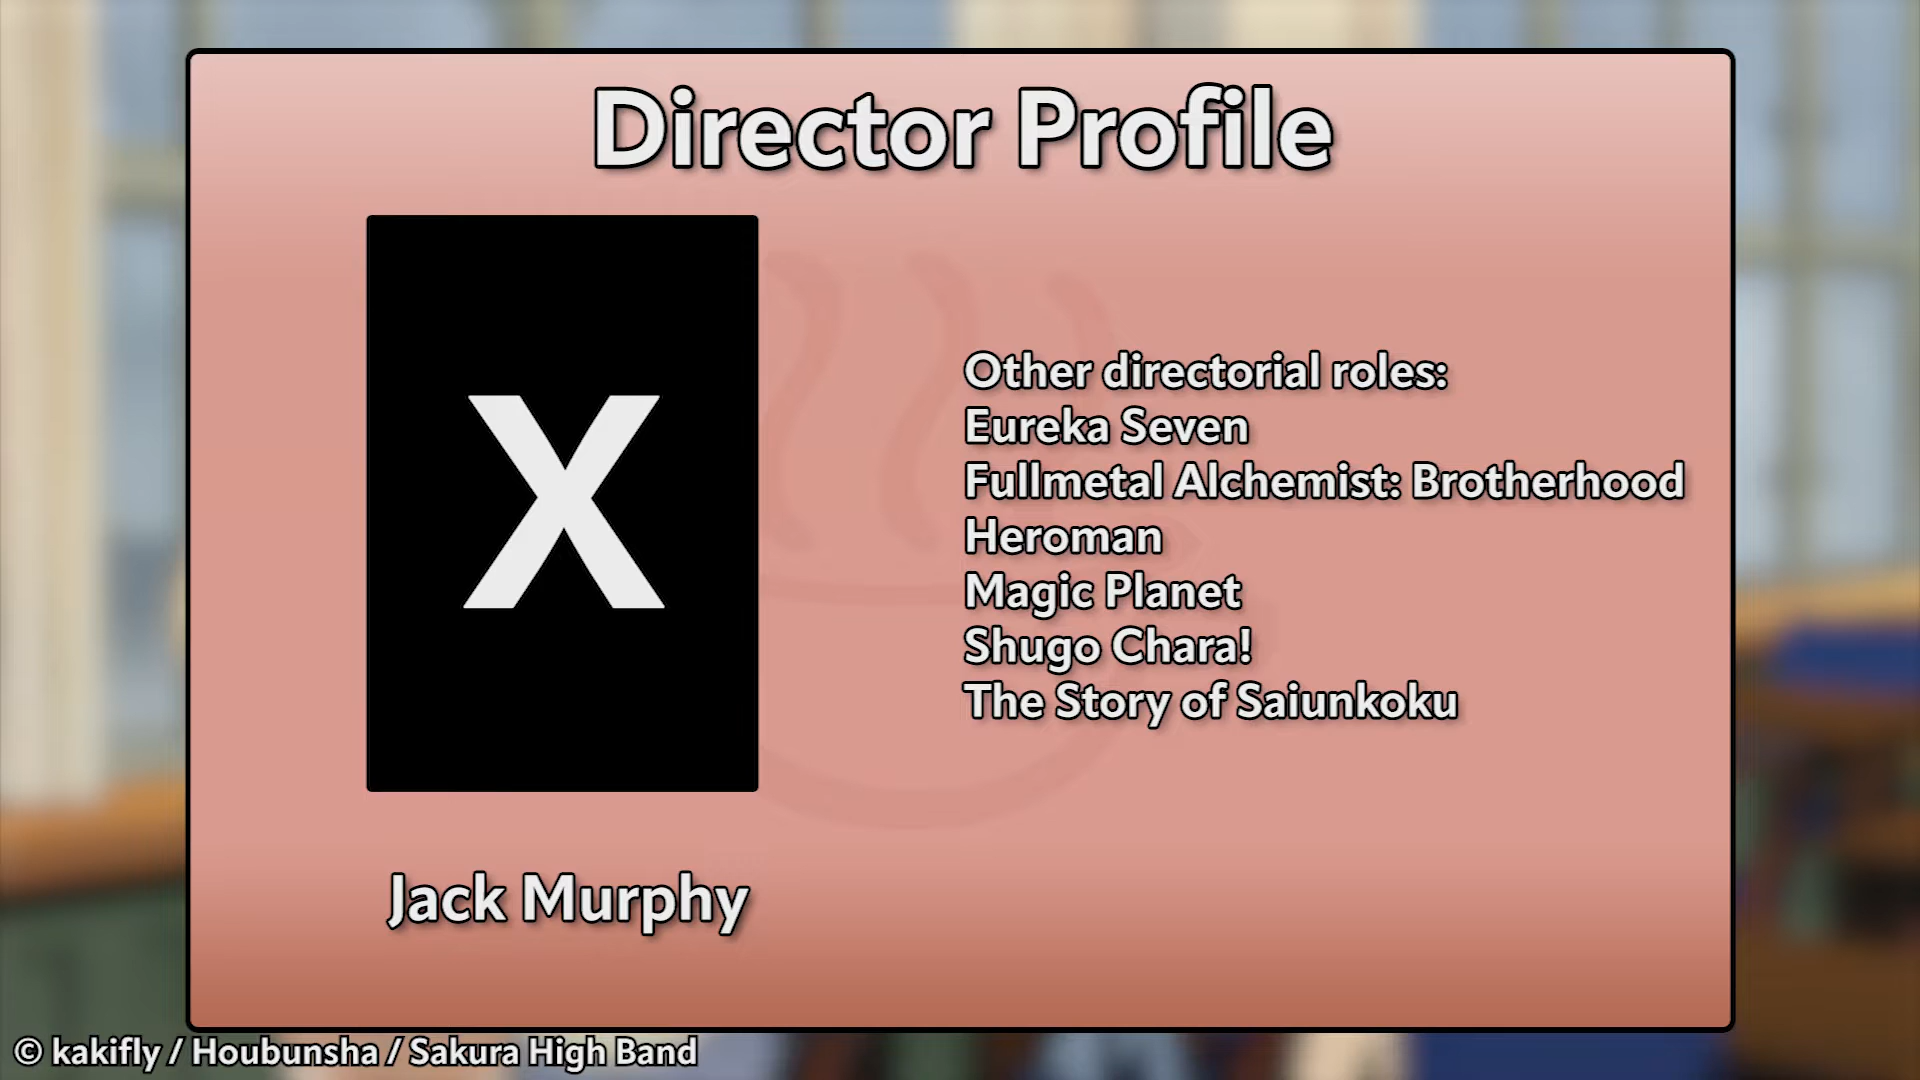 Director Profile
X
Other directorial roles:
Eureka Seven
Fullmetal Alchemist: Brotherhood
Heroman
Magic Planet
Shugo Chara!
The Story of Saiunkoku
Jack Murphy
© kakifly / Houbunsha / Sakura High Band